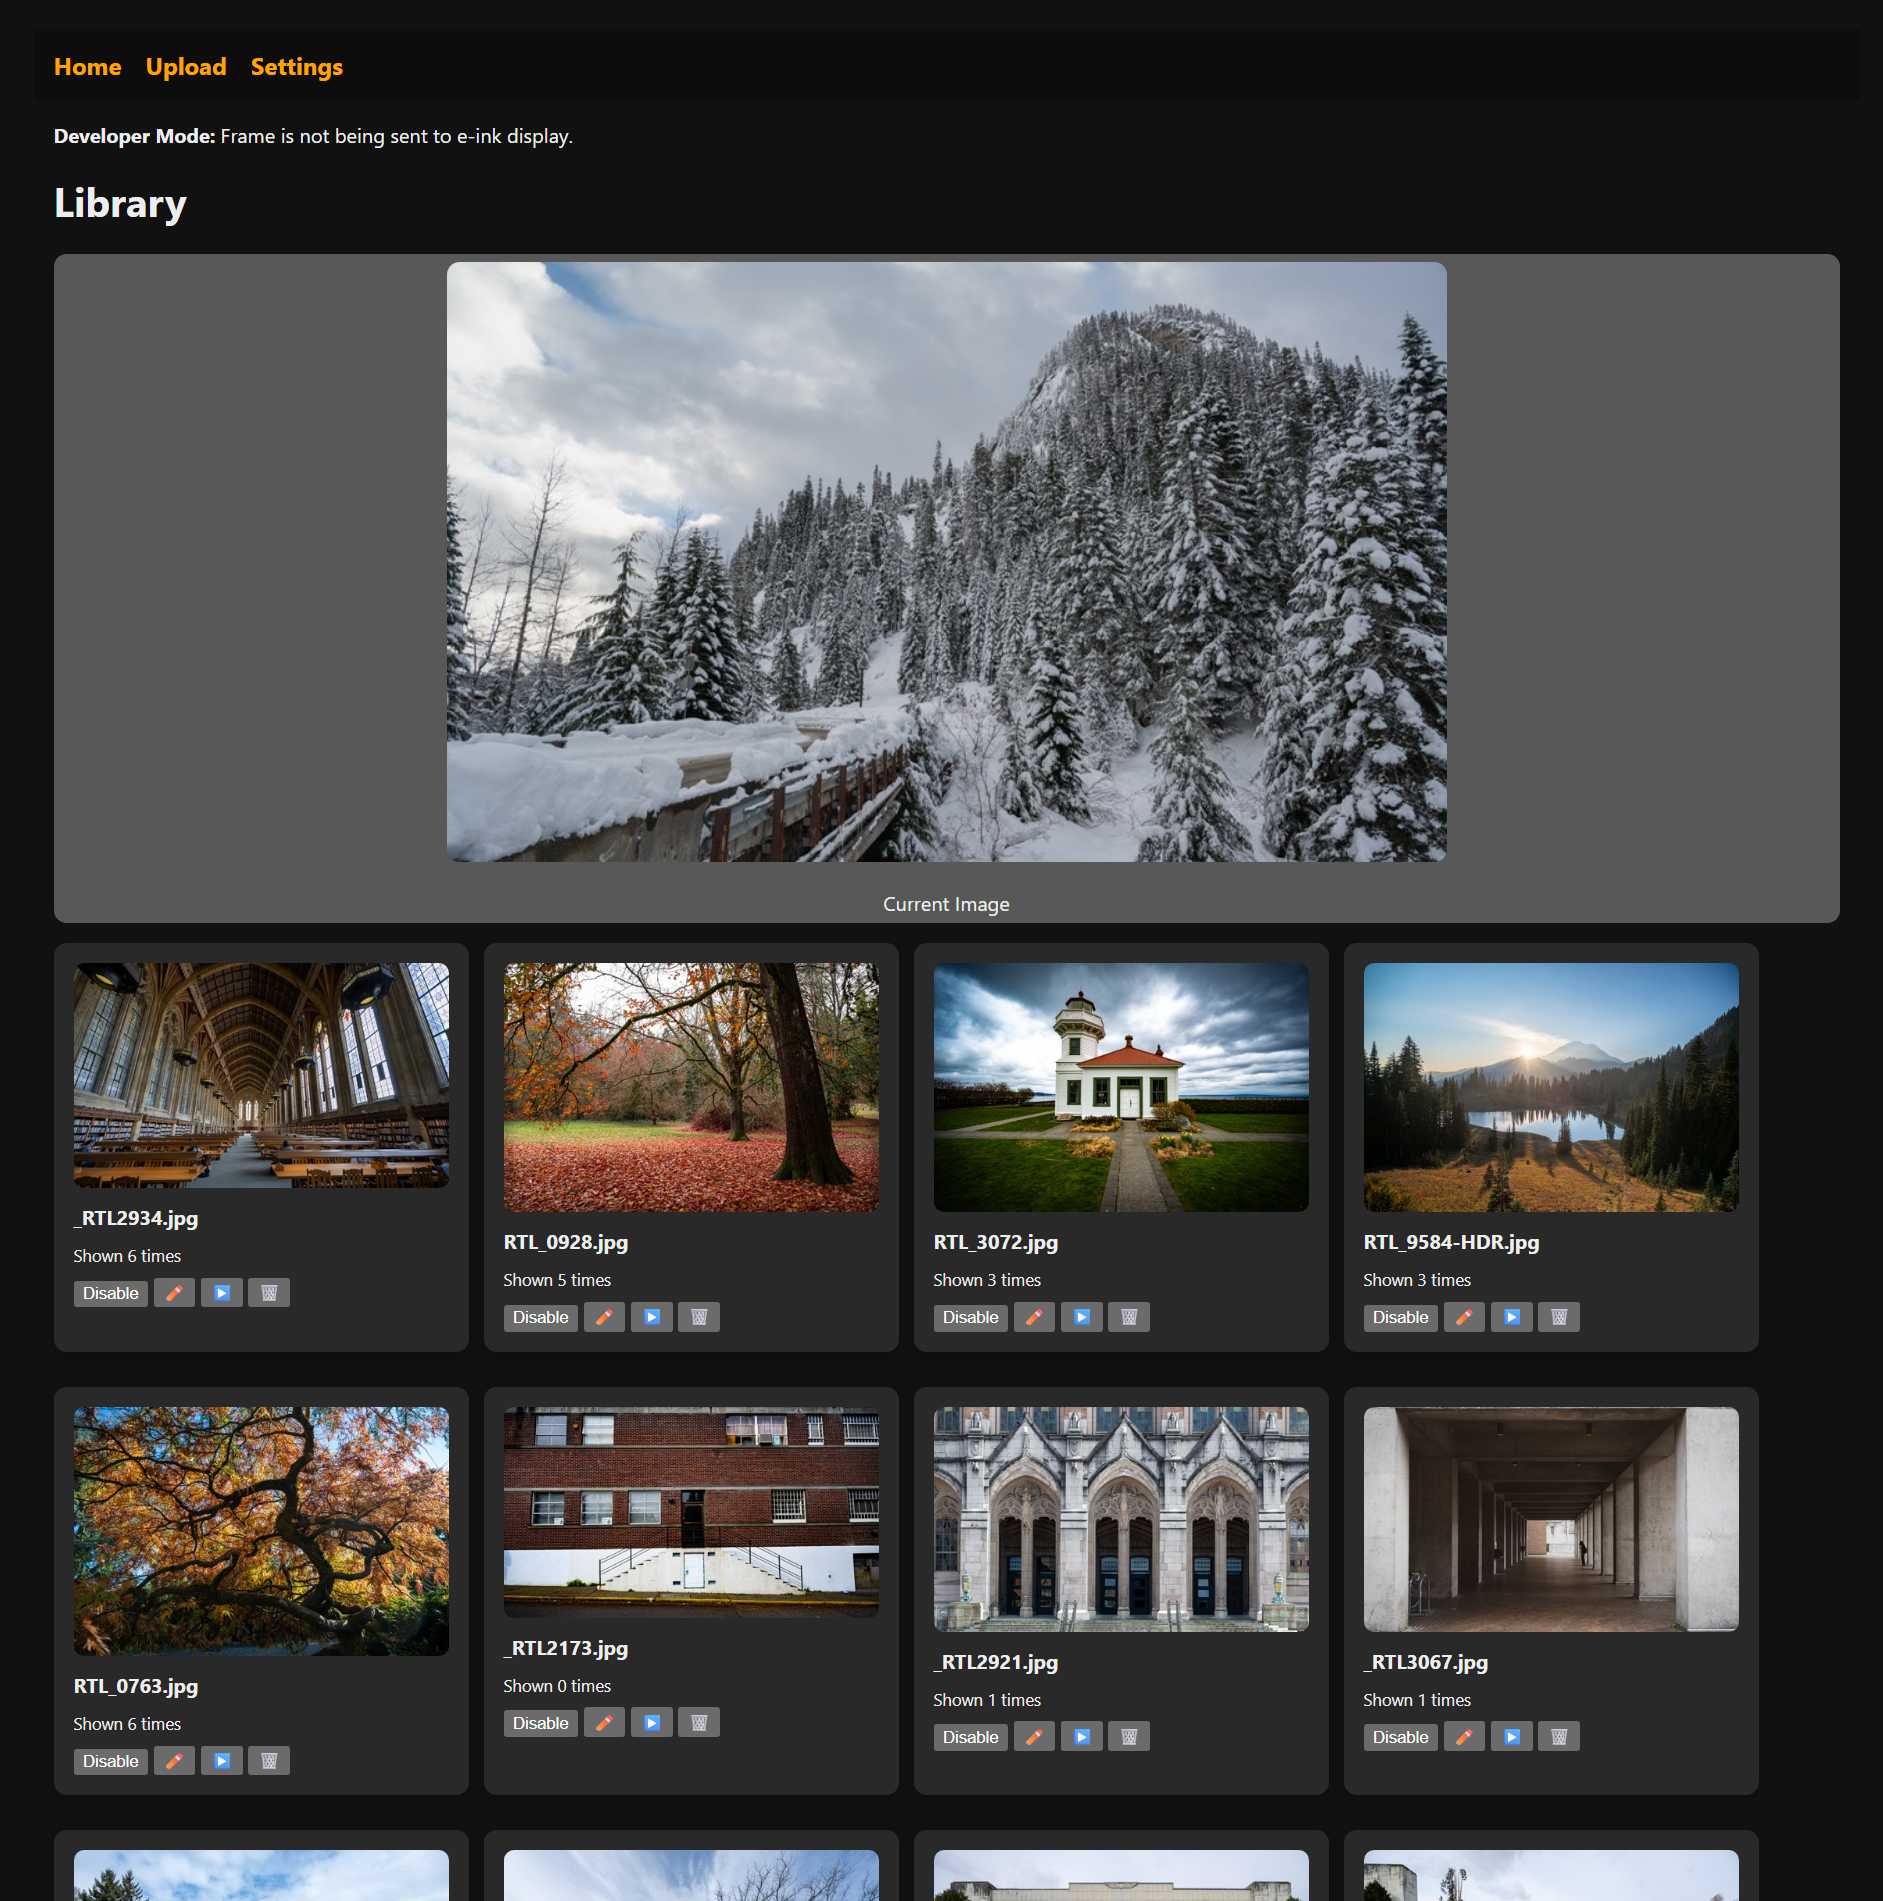 Home Upload Settings
Developer Mode: Frame is not being sent to e-ink display.
Library
Current Image
_RTL2934.jpg
Shown 6 times
Disable
RTL_0928.jpg
Shown 5 times
Disable
RTL_3072.jpg
Shown 3 times
Disable
RTL_9584-HDR.jpg
Shown 3 times
Disable
RTL_0763.jpg
Shown 6 times
Disable
_RTL2173.jpg
Shown 0 times
Disable
_RTL2921.jpg
Shown 1 times
Disable
_RTL3067.jpg
Shown 1 times
Disable